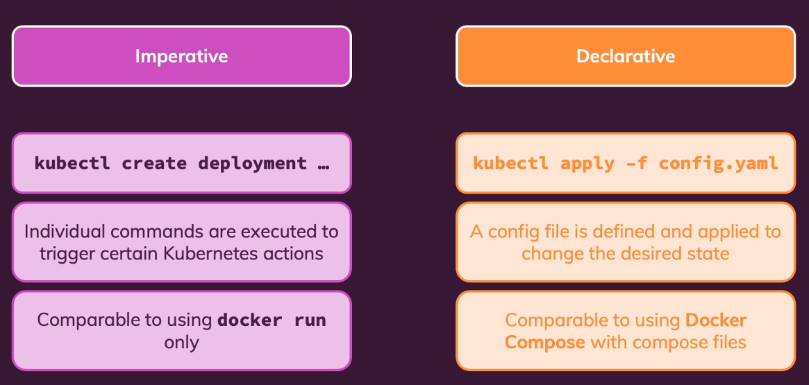 Imperative
Declarative
kubectl create deployment …
kubectl apply -f config.yaml
Individual commands are executed to
trigger certain Kubernetes actions
A config file is defined and applied to
change the desired state
Comparable to using docker run
only
Comparable to using Docker
Compose with compose files